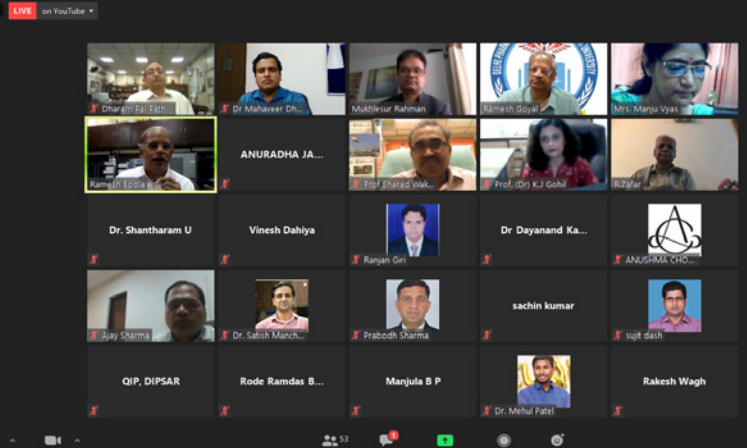 LIVE on YouTube
Dharam Pal Path...
Dr Mahaveer Dh...
Mukhlesur Rahman
Ramesh Goyal
Mrs. Manju Vyas
Ramesh
ANURADHA JA...
Prof Sharad Wak...
Prof. (Dr) K.J Gohil
R.Zafar
Dr. Shantharam U
Vinesh Dahiya
Ranjan Giri
Dr Dayanand Ka...
ANUSHMA CHO...
Ajay Sharma
Dr. Satish Manch...
Prabodh Sharma
sachin kumar
sujit dash
QIP, DIPSAR
Rode Ramdas B...
Manjula B P
Dr. Mehul Patel
Rakesh Wagh
53
1